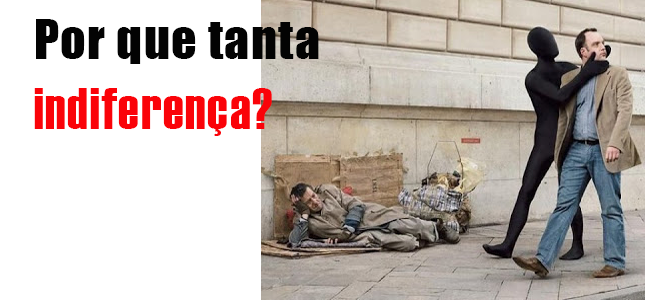 Por que tanta
indiferença?